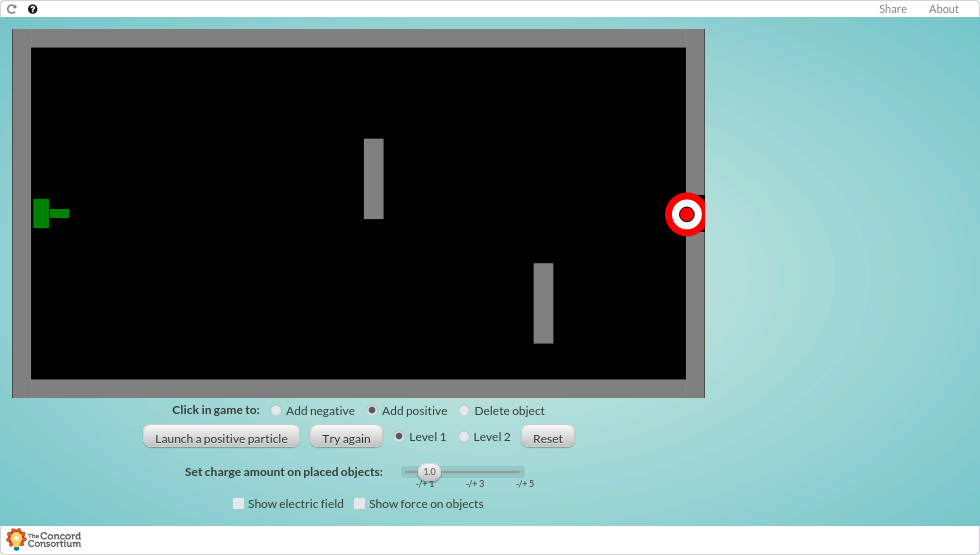 Share About
Click in game to: Add negative Add positive Delete object
Launch a positive particle Try again Level 1 Level 2 Reset
Set charge amount on placed objects: 1.0
-/+ 1 -/+ 3 -/+ 5
Show electric field Show force on objects
The Concord
Consortium